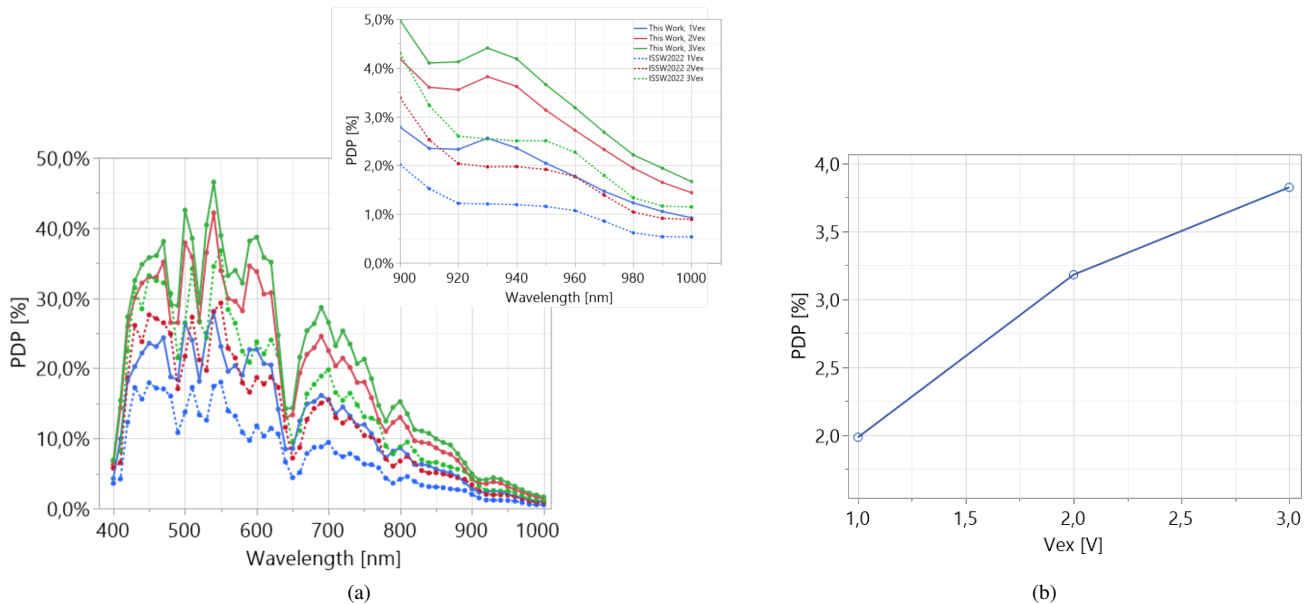 5,0%
4,0%
3,0%
2,0%
1,0%
0,0%
PDP [%]
900 920 940 960 980 1000
Wavelength [nm]
This Work, 1Vex
This Work, 2Vex
This Work, 3Vex
ISSW2022 1Vex
ISSW2022 2Vex
ISSW2022 3Vex
50,0%
40,0%
30,0%
20,0%
10,0%
0,0%
PDP [%]
400 500 600 700 800 900 1000
Wavelength [nm]
(a)
4,0
3,5
3,0
2,5
2,0
PDP [%]
1,0 1,5 2,0 2,5 3,0
Vex [V]
(b)